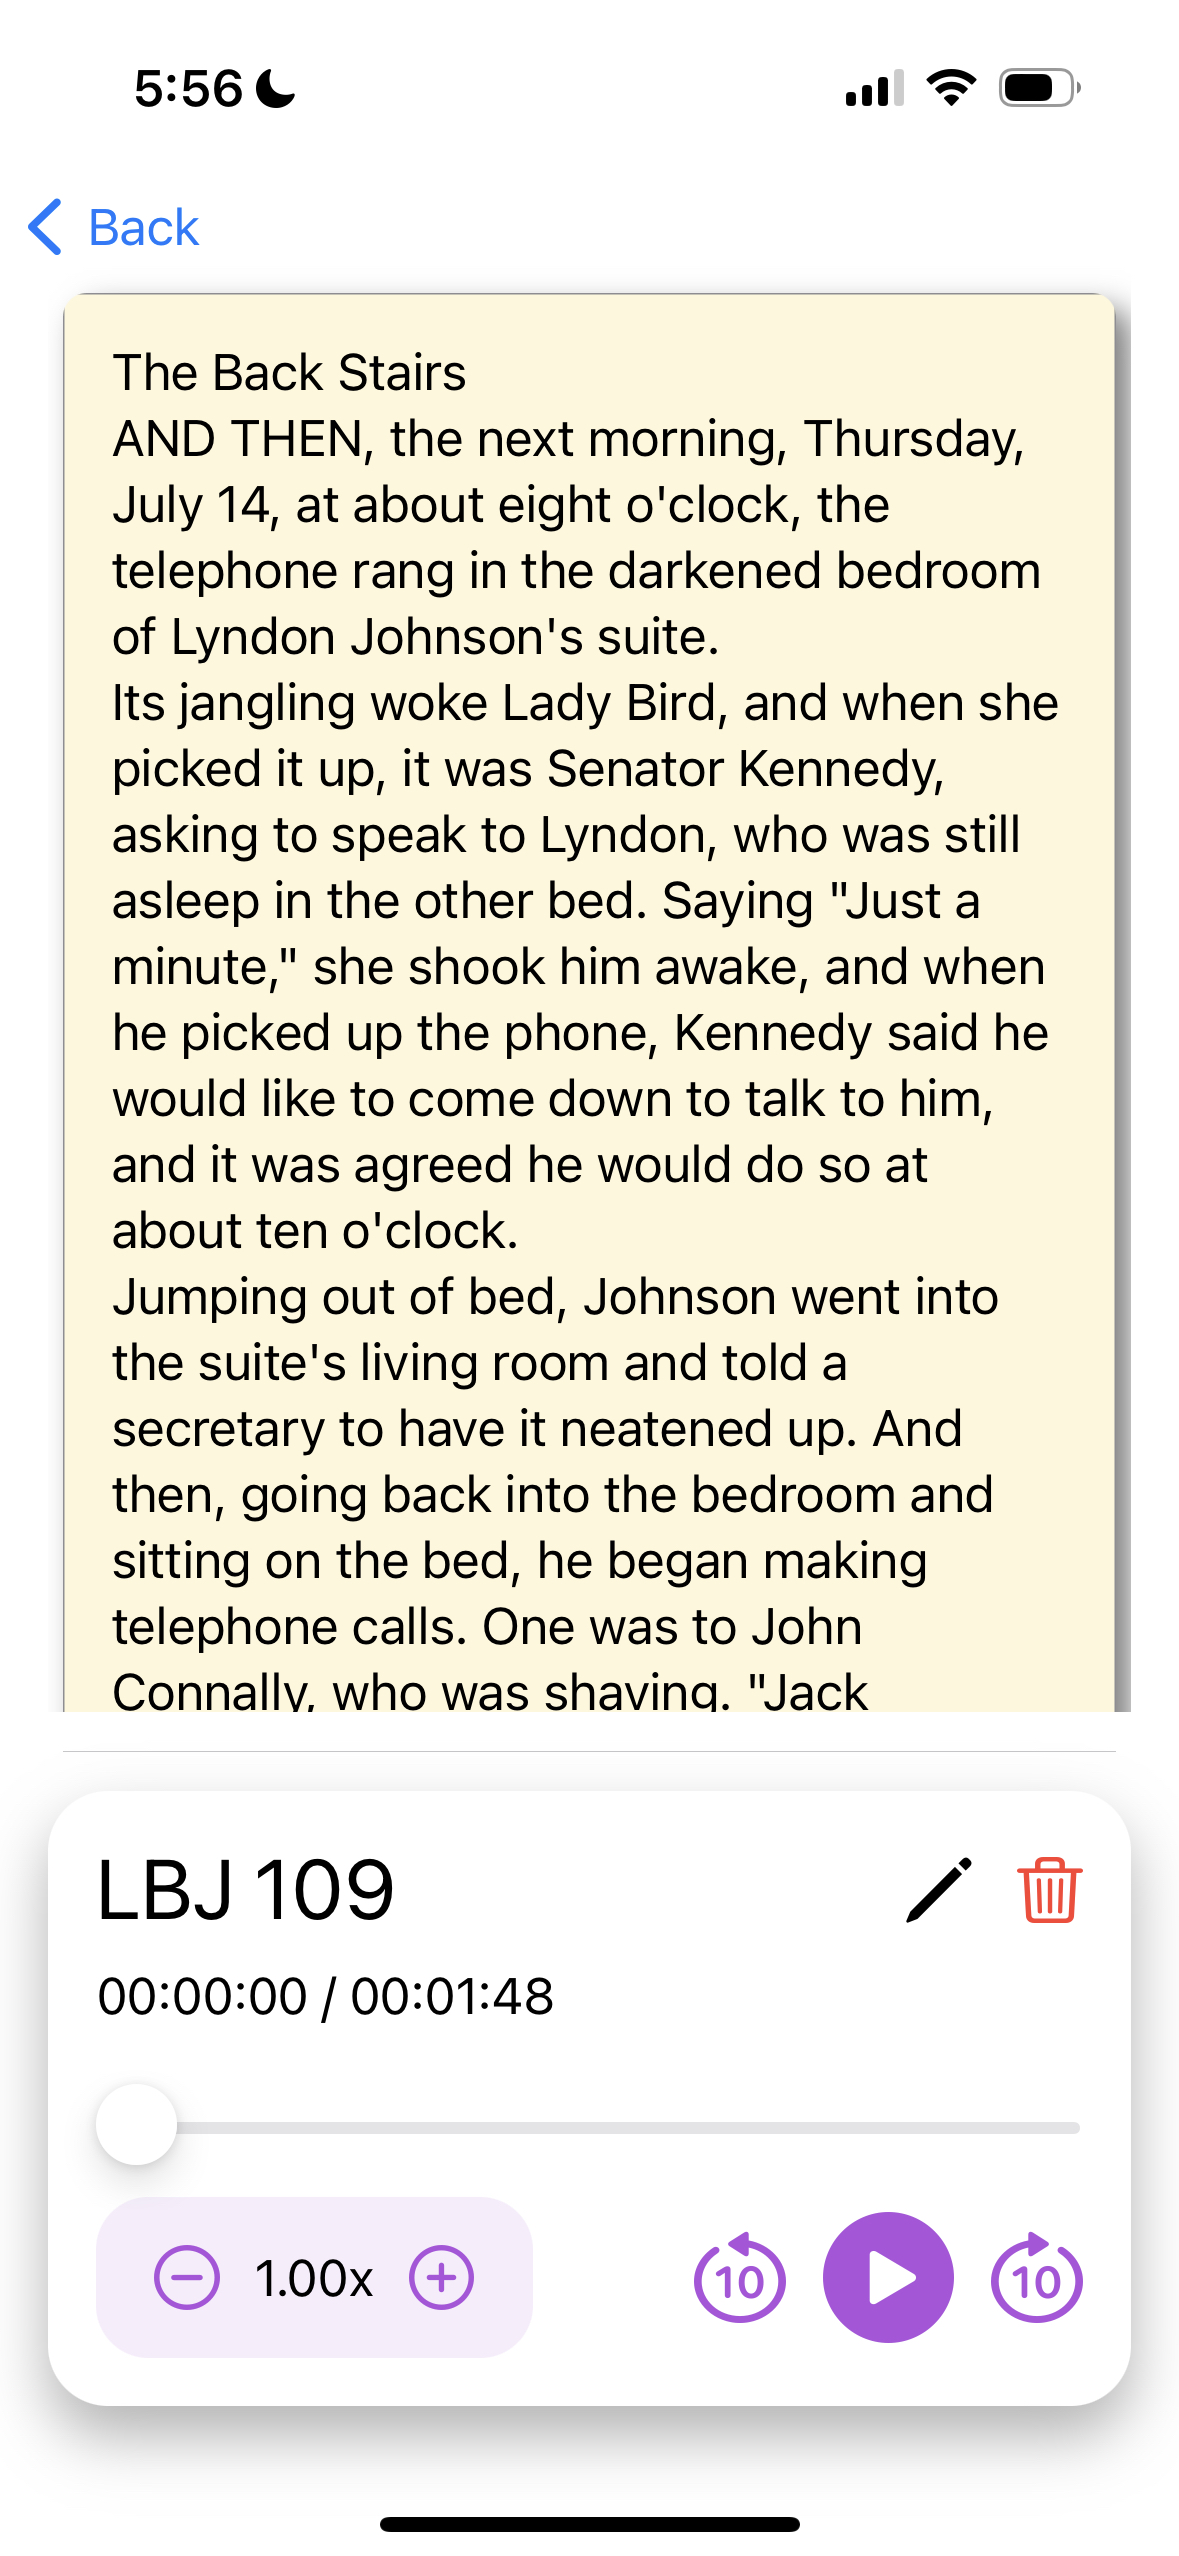 5:56
Back
The Back Stairs
AND THEN, the next morning, Thursday,
July 14, at about eight o'clock, the
telephone rang in the darkened bedroom
of Lyndon Johnson's suite.
Its jangling woke Lady Bird, and when she
picked it up, it was Senator Kennedy,
asking to speak to Lyndon, who was still
asleep in the other bed. Saying "Just a
minute," she shook him awake, and when
he picked up the phone, Kennedy said he
would like to come down to talk to him,
and it was agreed he would do so at
about ten o'clock.
Jumping out of bed, Johnson went into
the suite's living room and told a
secretary to have it neatened up. And
then, going back into the bedroom and
sitting on the bed, he began making
telephone calls. One was to John
Connally, who was shaving. "Jack
LBJ 109
00:00:00 / 00:01:48
1.00x
10
10